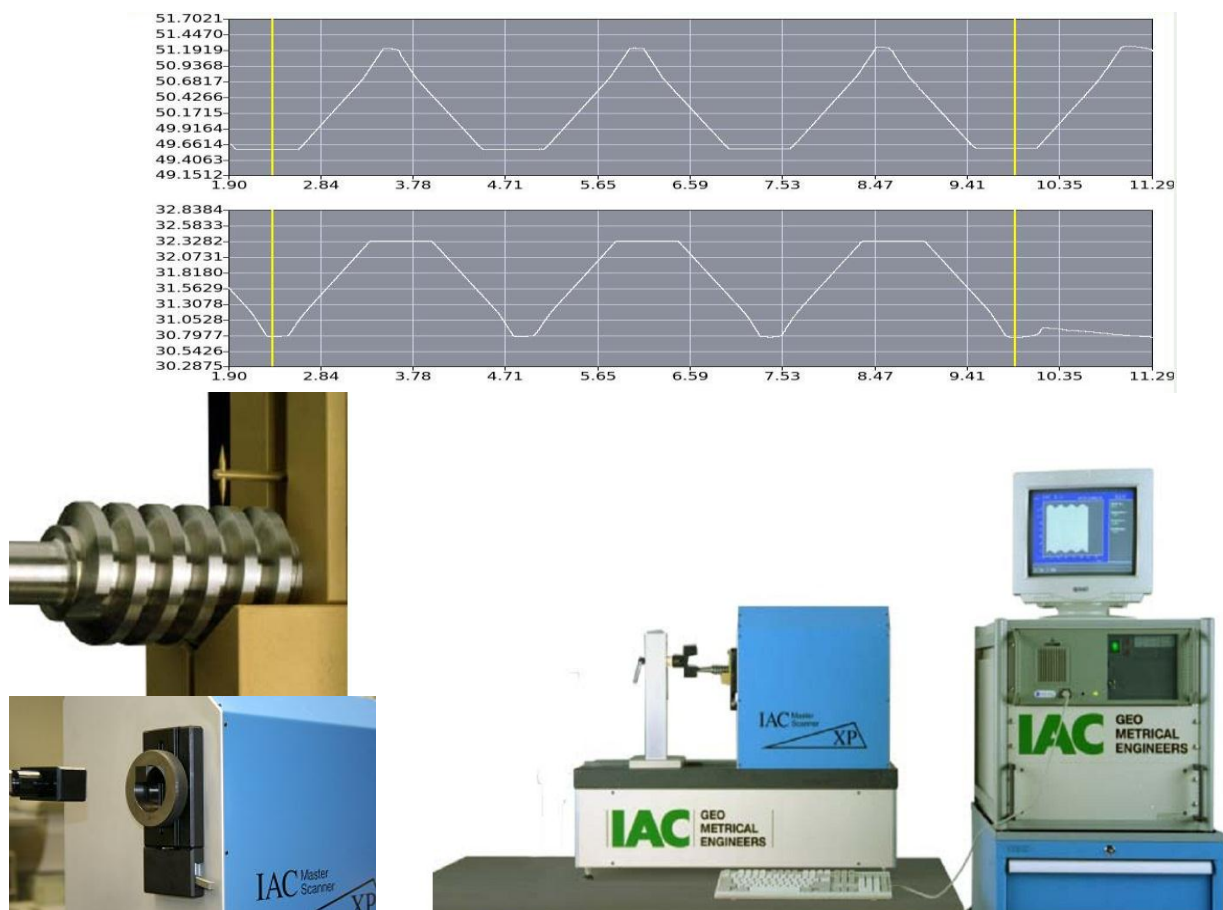 51.7021
51.4470
51.1919
50.9368
50.6817
50.4266
50.1715
49.9164
49.6614
49.4063
49.1512
1.90 2.84 3.78 4.71 5.65 6.59 7.53 8.47 9.41 10.35 11.29
32.8384
32.5833
32.3282
32.0731
31.8180
31.5629
31.3078
31.0528
30.7977
30.5426
30.2875
1.90 2.84 3.78 4.71 5.65 6.59 7.53 8.47 9.41 10.35 11.29
IAC Master
Scanner
XP
IAC GEO
METRICAL
ENGINEERS
IAC GEO
METRICAL
ENGINEERS
IAC Master
Scanner
XP